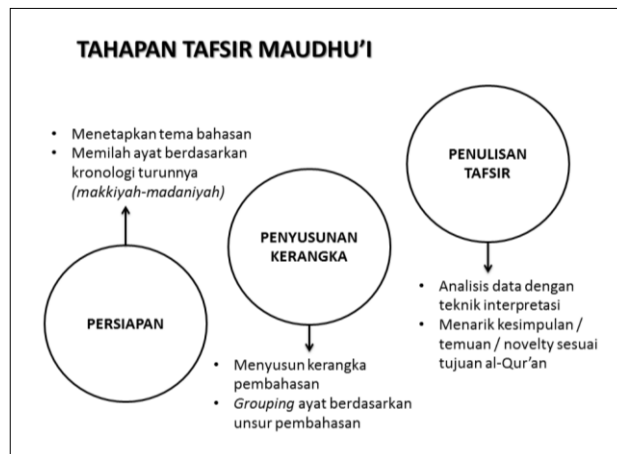 TAHAPAN TAFSIR MAUDHU'I
• Menetapkan tema bahasan
• Memilah ayat berdasarkan
kronologi turunnya
(makkiyah-madaniyah)
PERSIAPAN
PENYUSUNAN
KERANGKA
• Menyusun kerangka
pembahasan
• Grouping ayat berdasarkan
unsur pembahasan
PENULISAN
TAFSIR
• Analisis data dengan
teknik interpretasi
• Menarik kesimpulan /
temuan / novelty sesuai
tujuan al-Qur'an